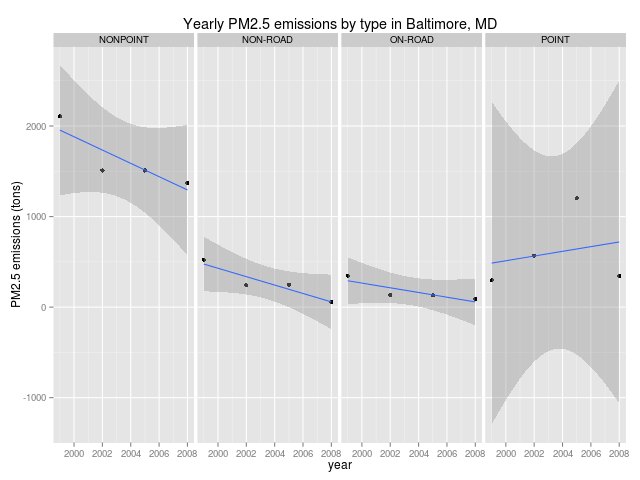 Yearly PM2.5 emissions by type in Baltimore, MD
NONPOINT NON-ROAD ON-ROAD POINT
PM2.5 emissions (tons)
2000
1000
0
-1000
2000 2002 2004 2006 2008 2000 2002 2004 2006 2008 2000 2002 2004 2006 2008 2000 2002 2004 2006 2008
year